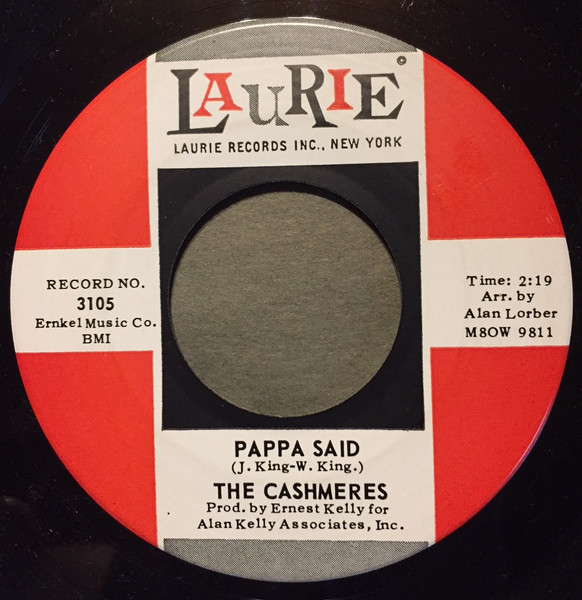 LAURIE ©
LAURIE RECORDS INC., NEW YORK
RECORD NO.
3105
Ernkel Music Co.
BMI
Time: 2:19
Arr. by
Alan Lorber
M8OW 9811
PAPPA SAID
(J. King-W. King.)
THE CASHMERES
Prod. by Ernest Kelly for
Alan Kelly Associates, Inc.